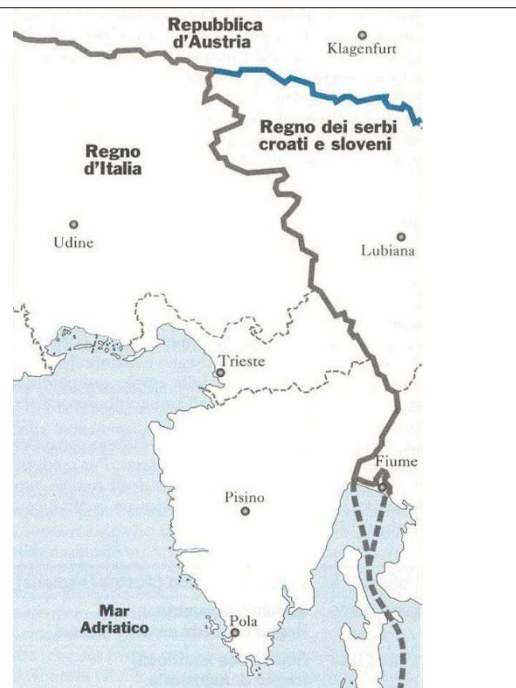 Repubblica
d'Austria
Klagenfurt
Regno dei serbi
croati e sloveni
Regno
d'Italia
Udine
Lubiana
Trieste
Fiume
Pisino
Mar
Adriatico
Pola